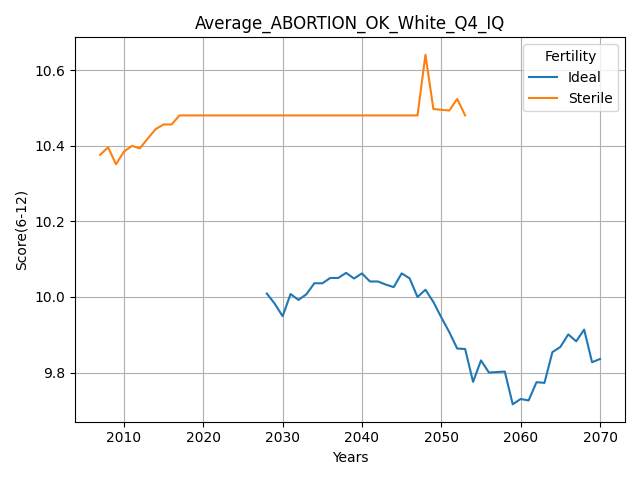 Average_ABORTION_OK_White_Q4_IQ
Fertility
Ideal
Sterile
Score(6-12)
10.6
10.4
10.2
10.0
9.8
2010 2020 2030 2040 2050 2060 2070
Years